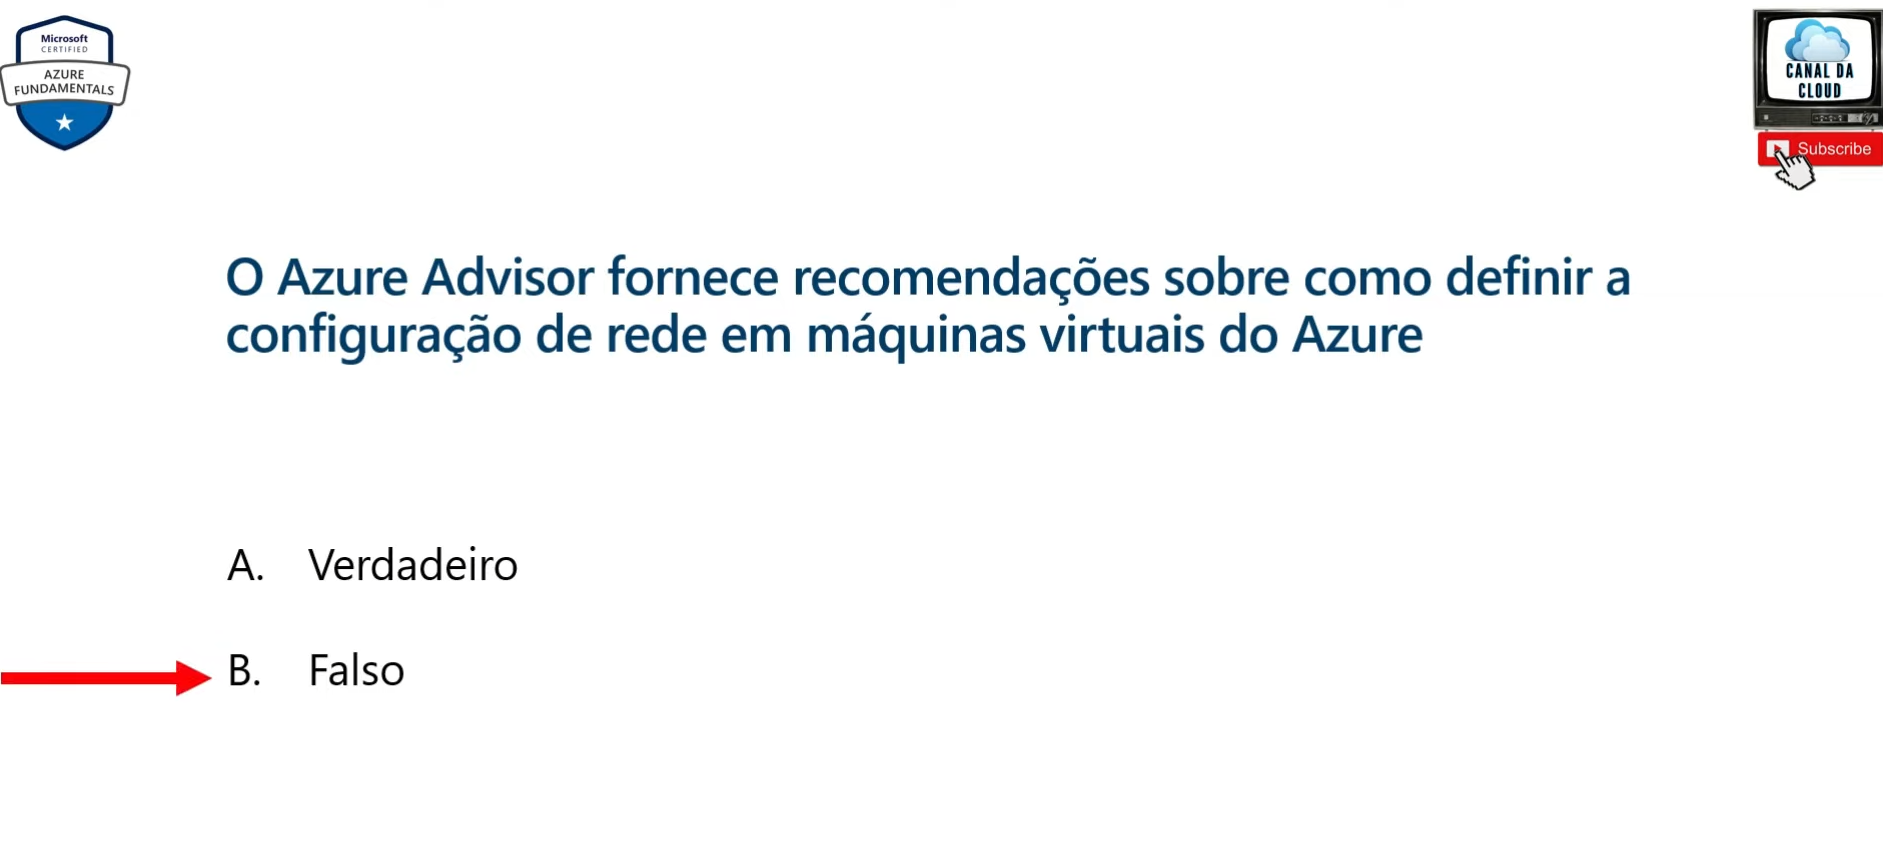 Microsoft
CERTIFIED
AZURE
FUNDAMENTALS
CANAL DA
CLOUD
Subscribe
O Azure Advisor fornece recomendações sobre como definir a
configuração de rede em máquinas virtuais do Azure
A. Verdadeiro
B. Falso